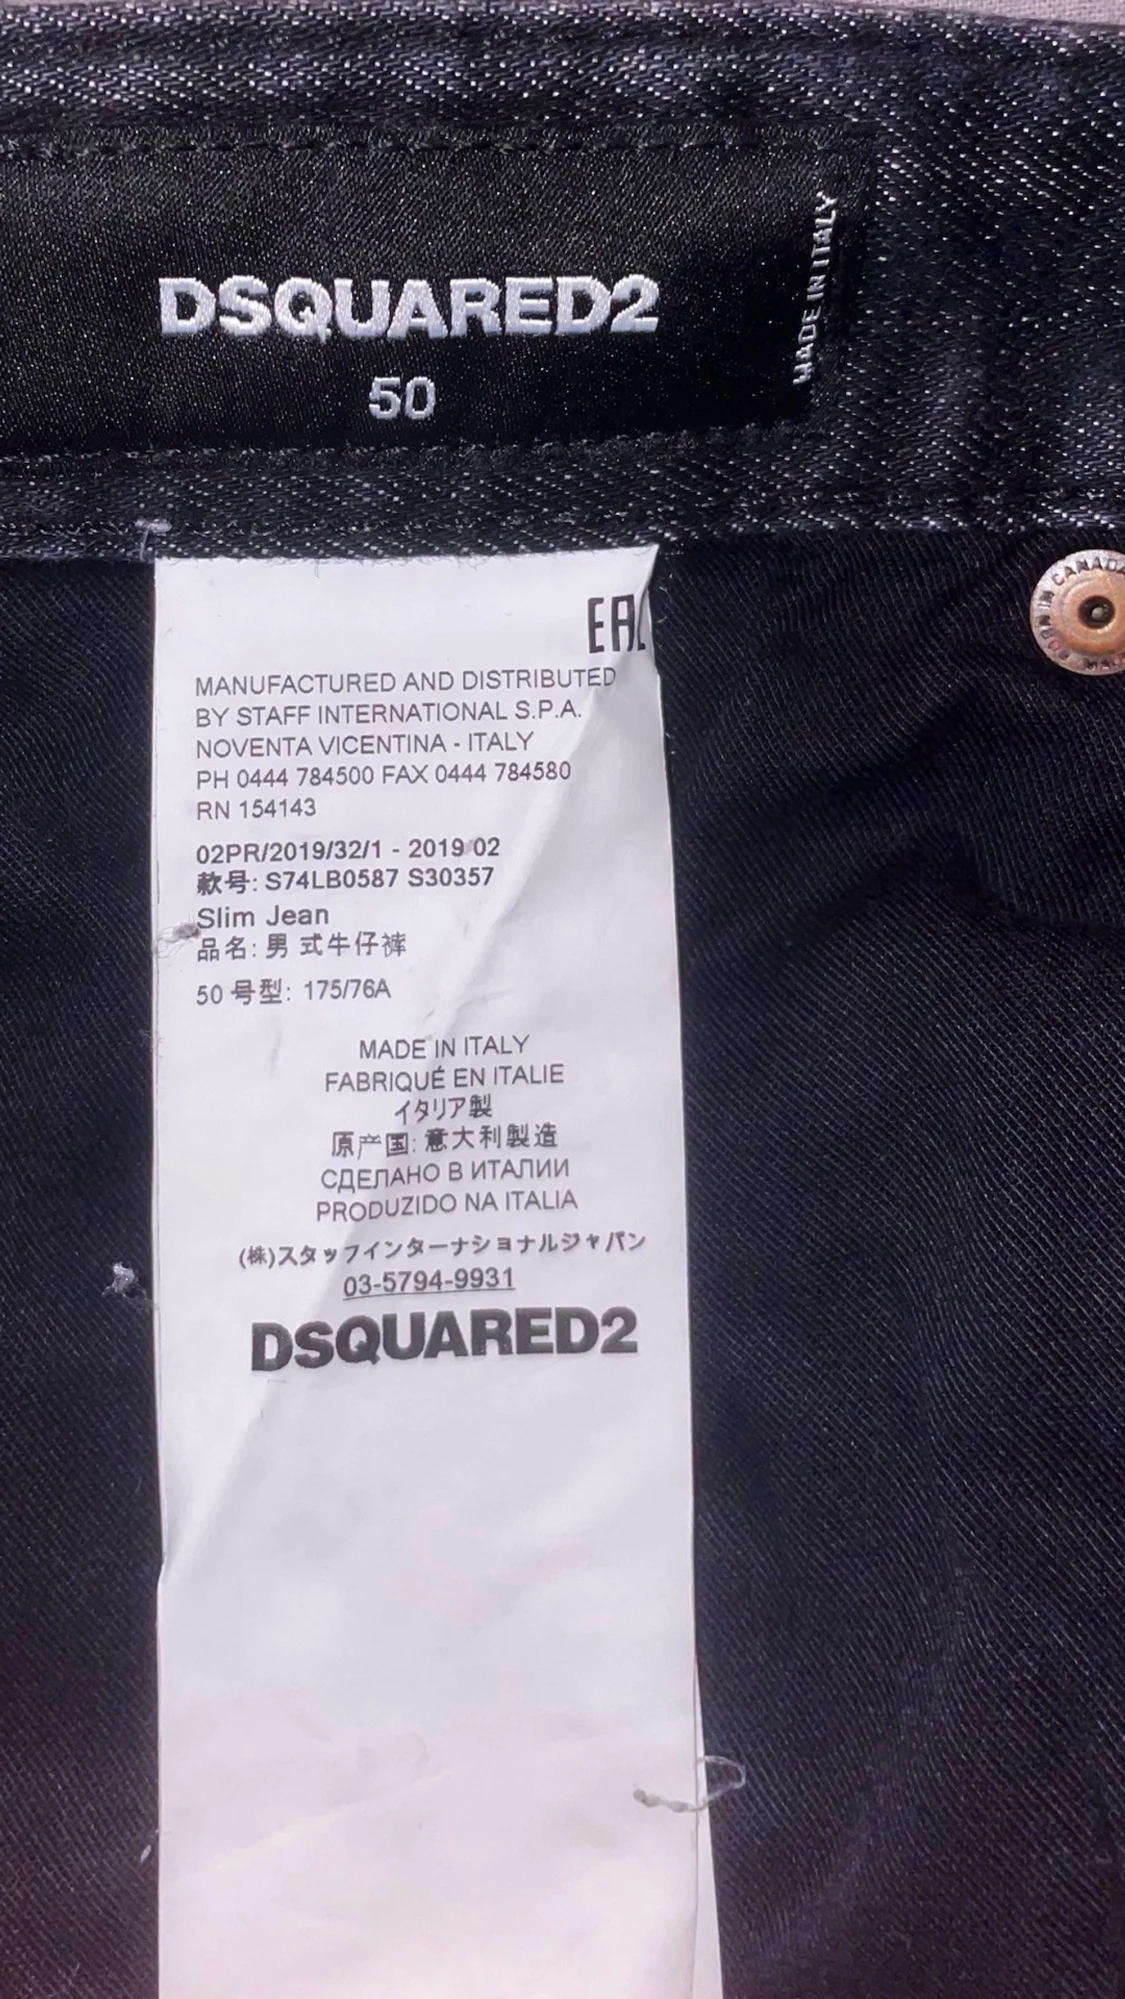 DSQUARED2
50
MADE IN ITALY
EAC
MANUFACTURED AND DISTRIBUTED
BY STAFF INTERNATIONAL S.P.A.
NOVENTA VICENTINA - ITALY
PH 0444 784500 FAX 0444 784580
RN 154143
02PR/2019/32/1 - 2019 02
款号: S74LB0587 S30357
Slim Jean
品名: 男 式牛仔裤
50 号型: 175/76A
MADE IN ITALY
FABRIQUÉ EN ITALIE
イタリア製
原产国: 意大利製造
СДЕЛАНО В ИТАЛИИ
PRODUZIDO NA ITALIA
(株)スタッフインターナショナルジャパン
03-5794-9931
DSQUARED2
BORN IN CANADA